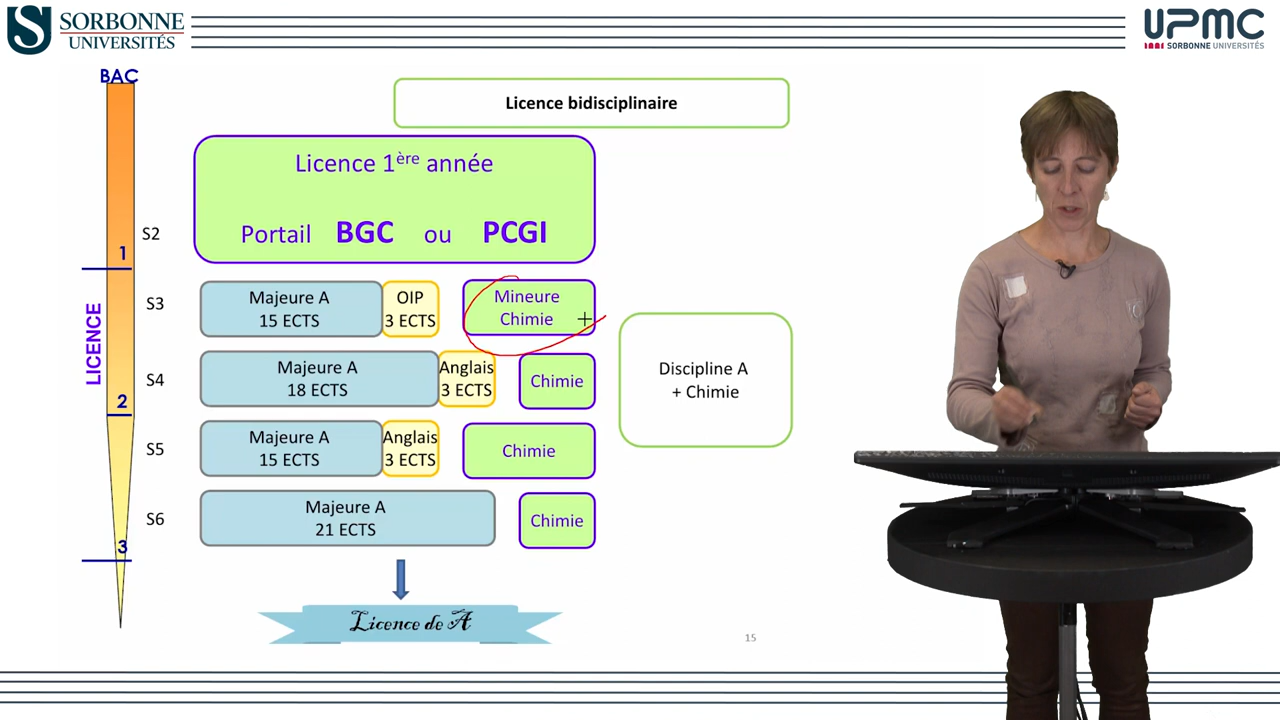 SORBONNE
UNIVERSITÉS
UPMC
SORBONNE UNIVERSITÉS
BAC
Licence bidisciplinaire
Licence 1ère année
Portail BGC ou PCGI
S2
1
LICENCE
S3
Majeure A
15 ECTS
OIP
3 ECTS
Mineure
Chimie
S4
Majeure A
18 ECTS
Anglais
3 ECTS
Chimie
2
Discipline A
+ Chimie
S5
Majeure A
15 ECTS
Anglais
3 ECTS
Chimie
S6
Majeure A
21 ECTS
Chimie
3
Licence de A
15